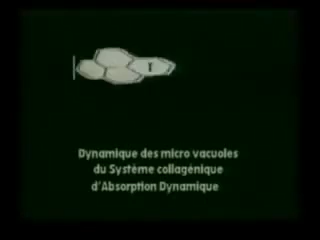 Dynamique des micro vacuoles
du Système collagénique
d'Absorption Dynamique